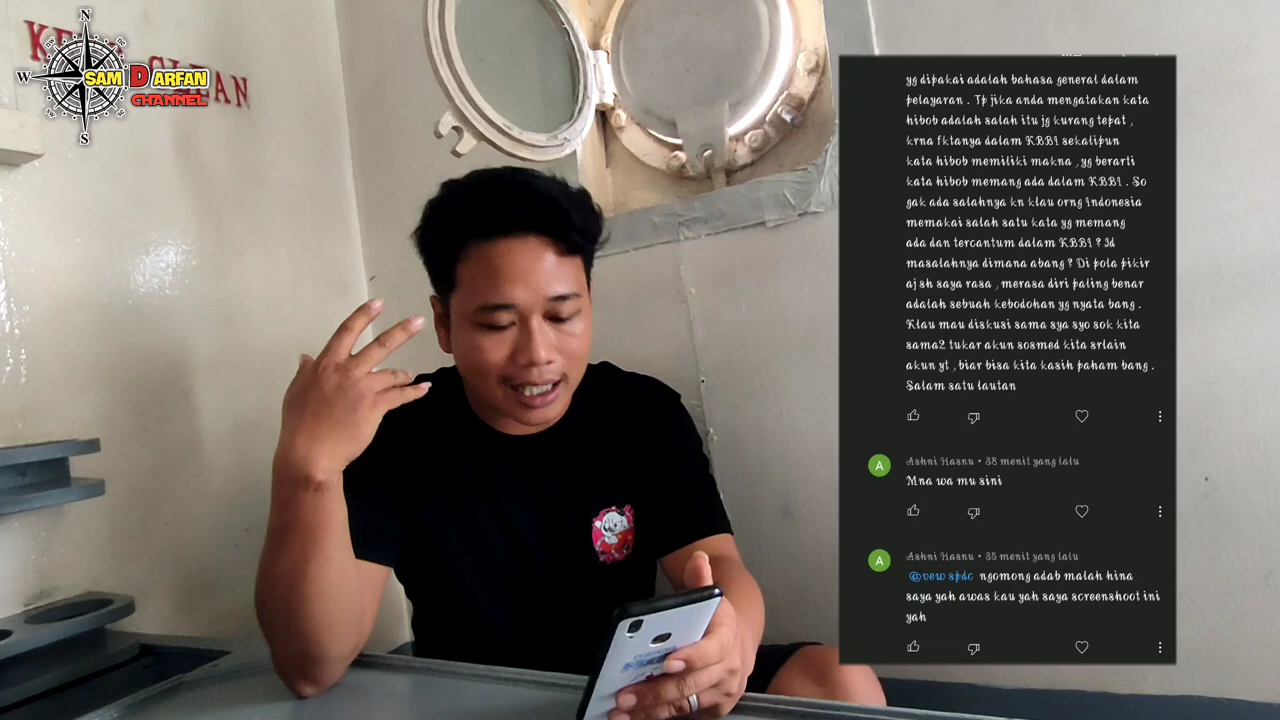 KE
CLEAN
N
W
S
SAM DARFAN
CHANNEL
yg dipakai adalah bahasa general dalam
pelayaran . Tp jika anda mengatakan kata
hibob adalah salah itu jg kurang tepat ,
krna fktanya dalam KBBI sekalipun
kata hibob memiliki makna , yg berarti
kata hibob memang ada dalam KBBI . So
gak ada salahnya kn klau orng indonesia
memakai salah satu kata yg memang
ada dan tercantum dalam KBBI ? Jd
masalahnya dimana abang ? Di pola pikir
aj sh saya rasa , merasa diri paling benar
adalah sebuah kebodohan yg nyata bang .
Klau mau diskusi sama sya syo sok kita
sama2 tukar akun sosmed kita srlain
akun yt , biar bisa kita kasih paham bang .
Salam satu lautan
A
Ashni Hasnu • 38 menit yang lalu
Mna wa mu sini
A
Ashni Hasnu • 35 menit yang lalu
@vew spdc ngomong adab malah hina
saya yah awas kau yah saya screenshoot ini
yah